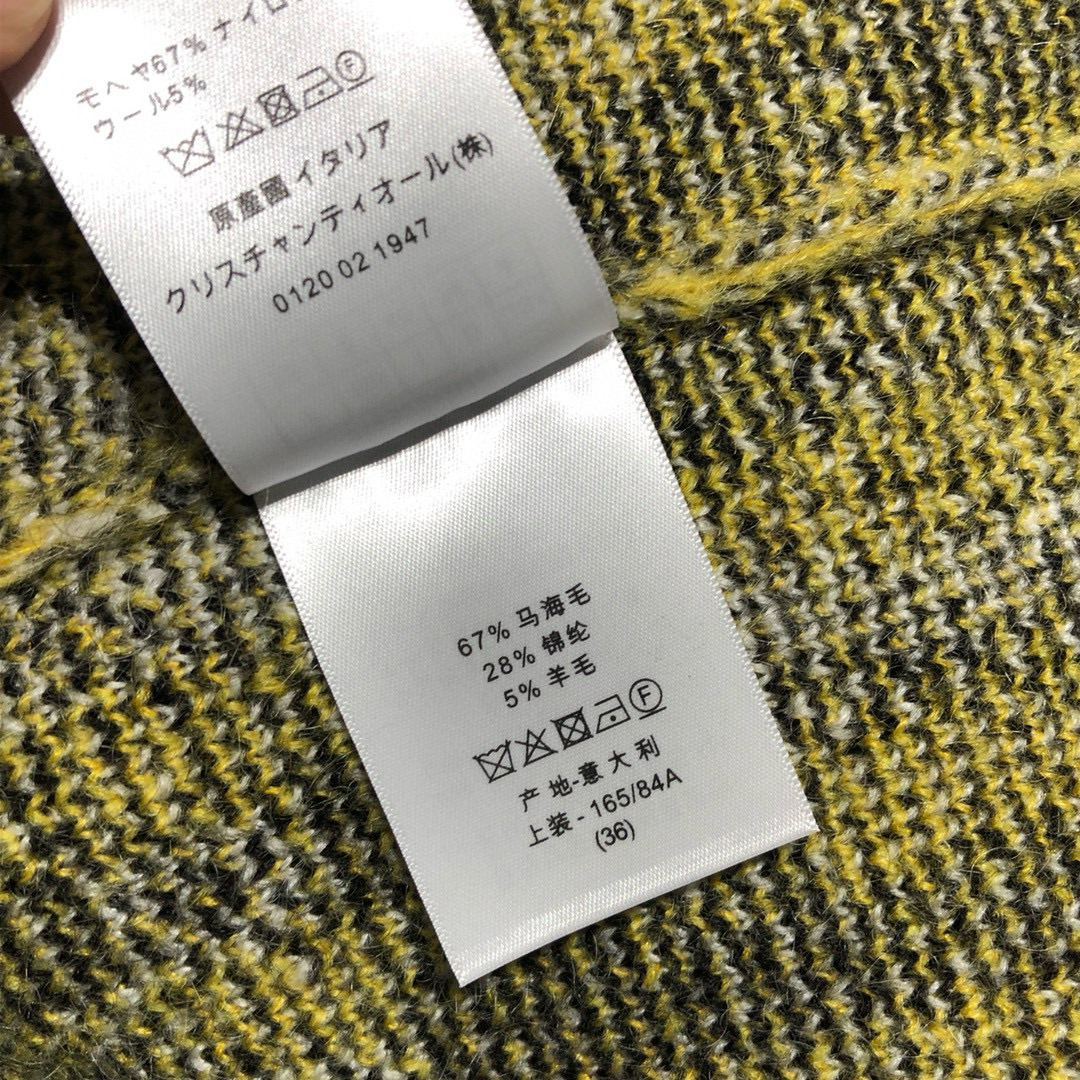 モヘヤ67% ナイロ
ウール5%
F
原産國 イタリア
クリスチャンディオール(株)
0120 02 1947
67% 马海毛
28% 锦纶
5% 羊毛
F
产 地-意 大 利
上装 - 165/84A
(36)